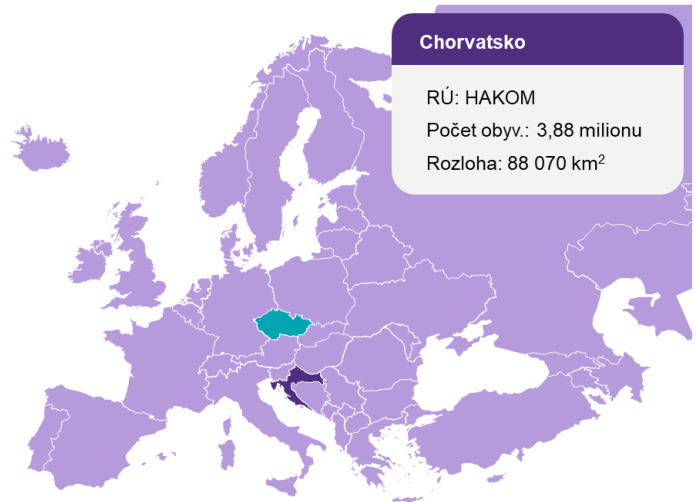 Chorvatsko
RÚ: HAKOM
Počet obyv.: 3,88 milionu
Rozloha: 88 070 km²